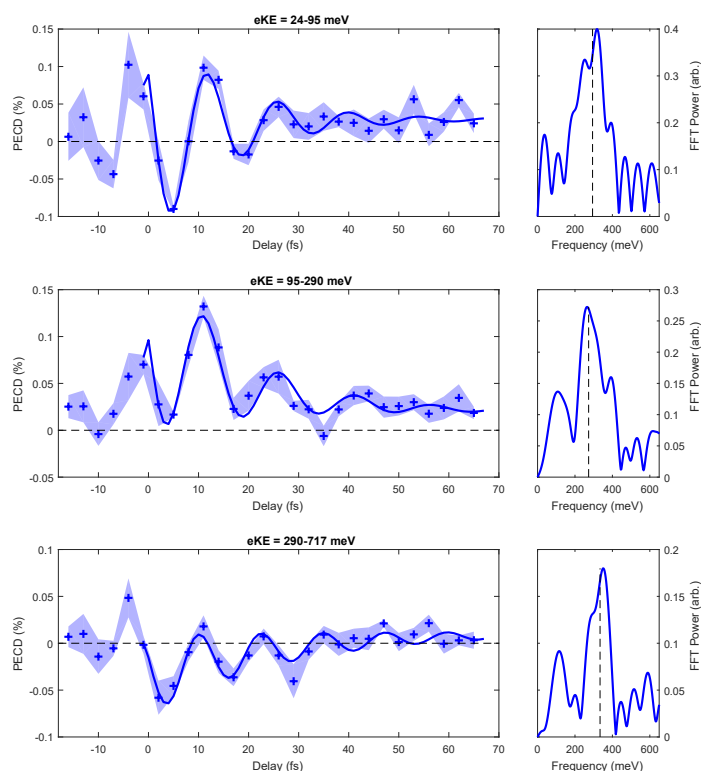 eKE = 24-95 meV
0.15
0.1
0.05
0
-0.05
-0.1
PECD (%)
-10 0 10 20 30 40 50 60 70
Delay (fs)
0.4
0.3
0.2
0.1
0
FFT Power (arb.)
0 200 400 600
Frequency (meV)
eKE = 95-290 meV
0.15
0.1
0.05
0
-0.05
PECD (%)
-10 0 10 20 30 40 50 60 70
Delay (fs)
0.3
0.25
0.2
0.15
0.1
0.05
0
FFT Power (arb.)
0 200 400 600
Frequency (meV)
eKE = 290-717 meV
0.1
0.05
0
-0.05
-0.1
PECD (%)
-10 0 10 20 30 40 50 60 70
Delay (fs)
0.2
0.15
0.1
0.05
0
FFT Power (arb.)
0 200 400 600
Frequency (meV)